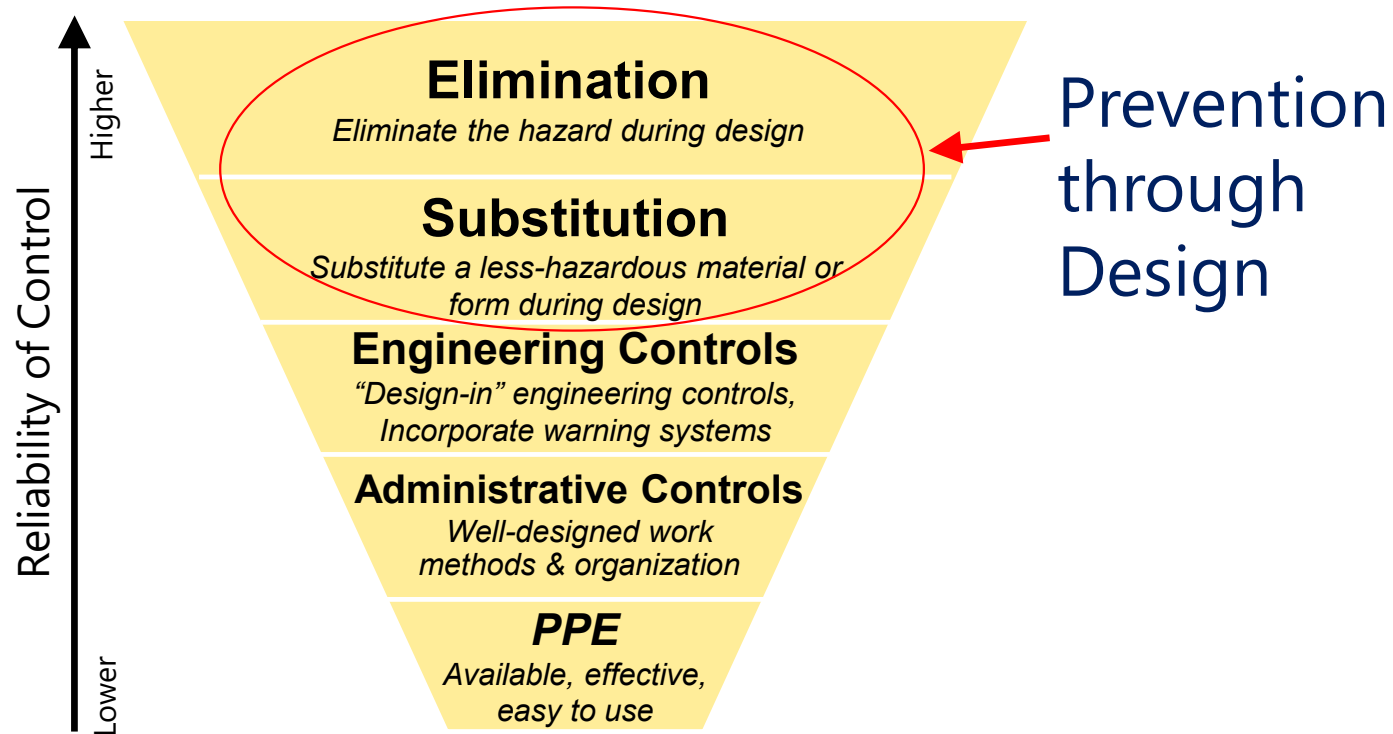 Reliability of Control
Higher
Lower
Elimination
Eliminate the hazard during design
Substitution
Substitute a less-hazardous material or
form during design
Engineering Controls
“Design-in” engineering controls,
Incorporate warning systems
Administrative Controls
Well-designed work
methods & organization
PPE
Available, effective,
easy to use
Prevention
through
Design